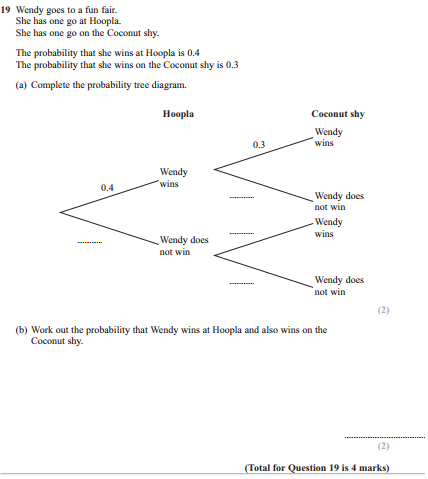 19 Wendy goes to a fun fair.
She has one go at Hoopla.
She has one go on the Coconut shy.
The probability that she wins at Hoopla is 0.4
The probability that she wins on the Coconut shy is 0.3
(a) Complete the probability tree diagram.
Hoopla Coconut shy
Wendy
wins
0.3
Wendy
wins
0.4
Wendy does
not win
Wendy
wins
Wendy does
not win
Wendy does
not win
(2)
(b) Work out the probability that Wendy wins at Hoopla and also wins on the
Coconut shy.
(2)
(Total for Question 19 is 4 marks)